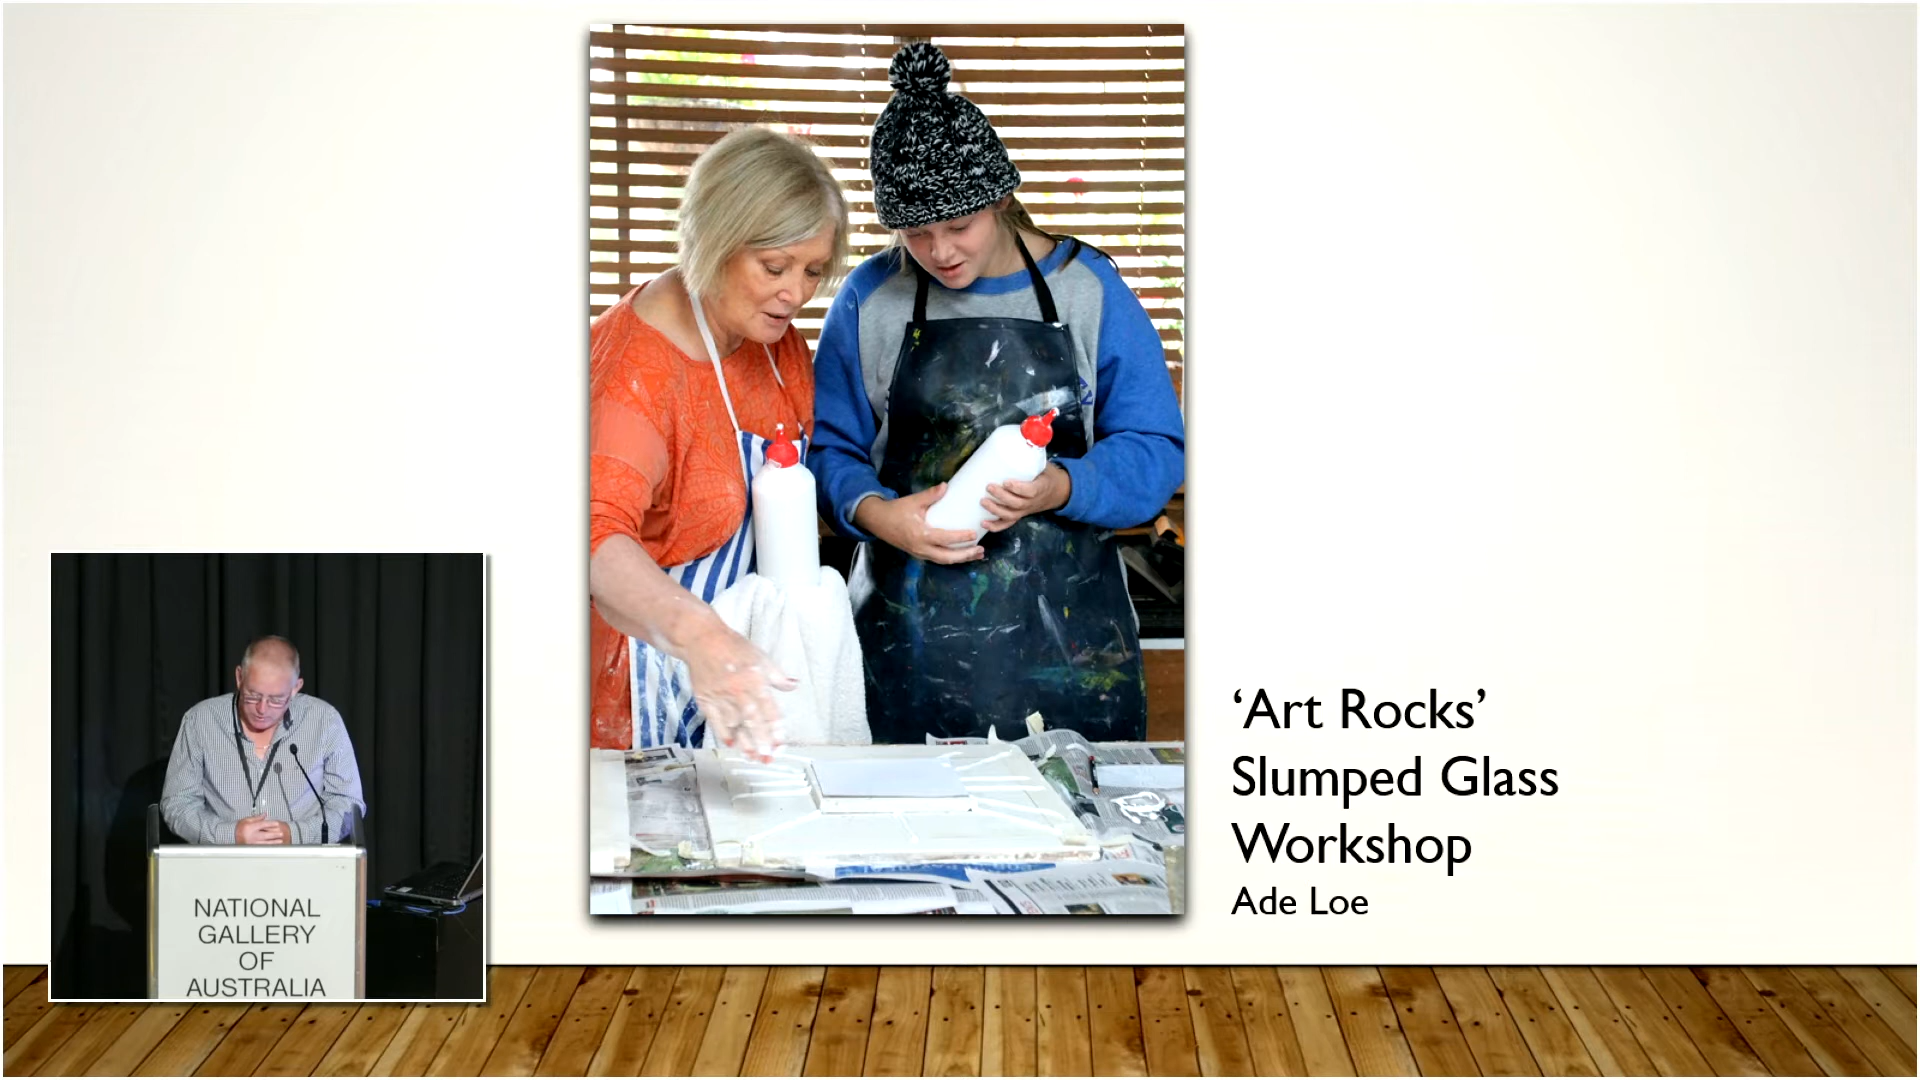 ‘Art Rocks’
Slumped Glass
Workshop
Ade Loe
NATIONAL
GALLERY
OF
AUSTRALIA